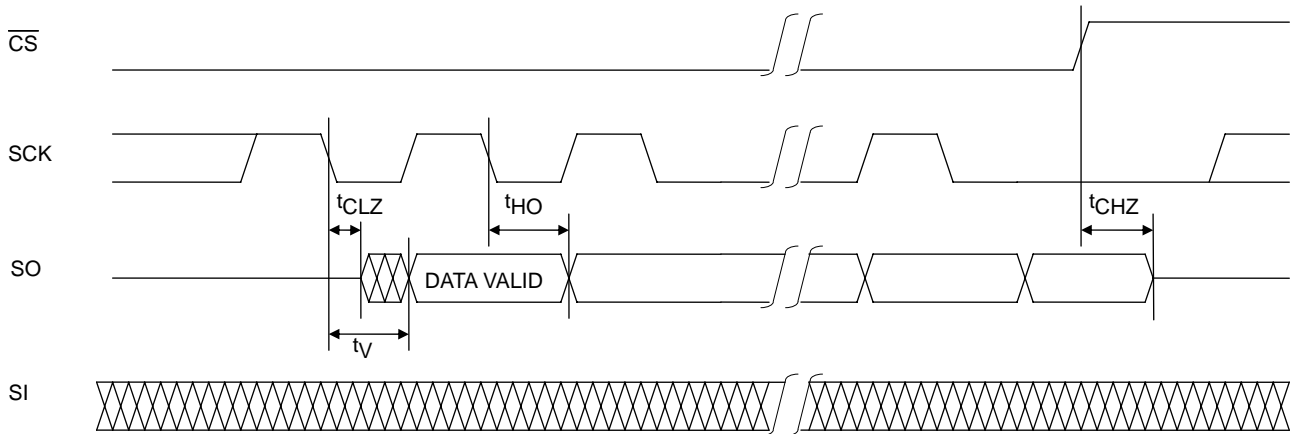 CS
SCK
tCLZ
tHO
tCHZ
SO
DATA VALID
tV
SI